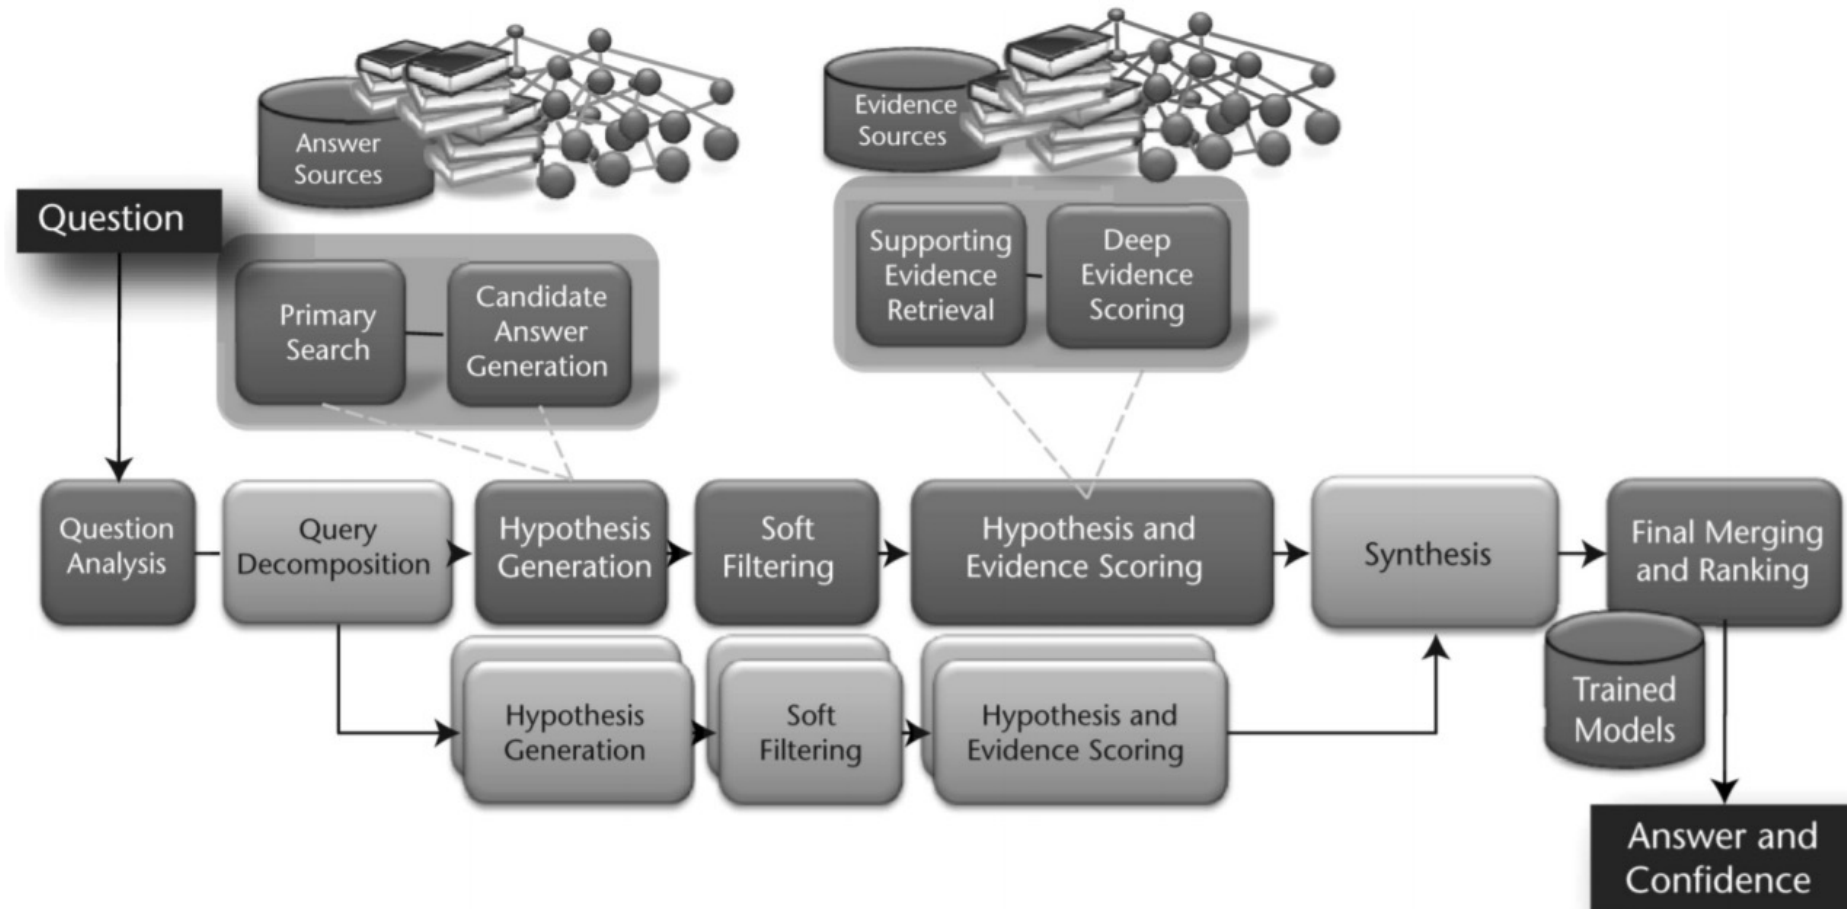 Answer
Sources
Evidence
Sources
Question
Primary
Search
Candidate
Answer
Generation
Supporting
Evidence
Retrieval
Deep
Evidence
Scoring
Question
Analysis
Query
Decomposition
Hypothesis
Generation
Soft
Filtering
Hypothesis and
Evidence Scoring
Synthesis
Final Merging
and Ranking
Hypothesis
Generation
Soft
Filtering
Hypothesis and
Evidence Scoring
Trained
Models
Answer and
Confidence